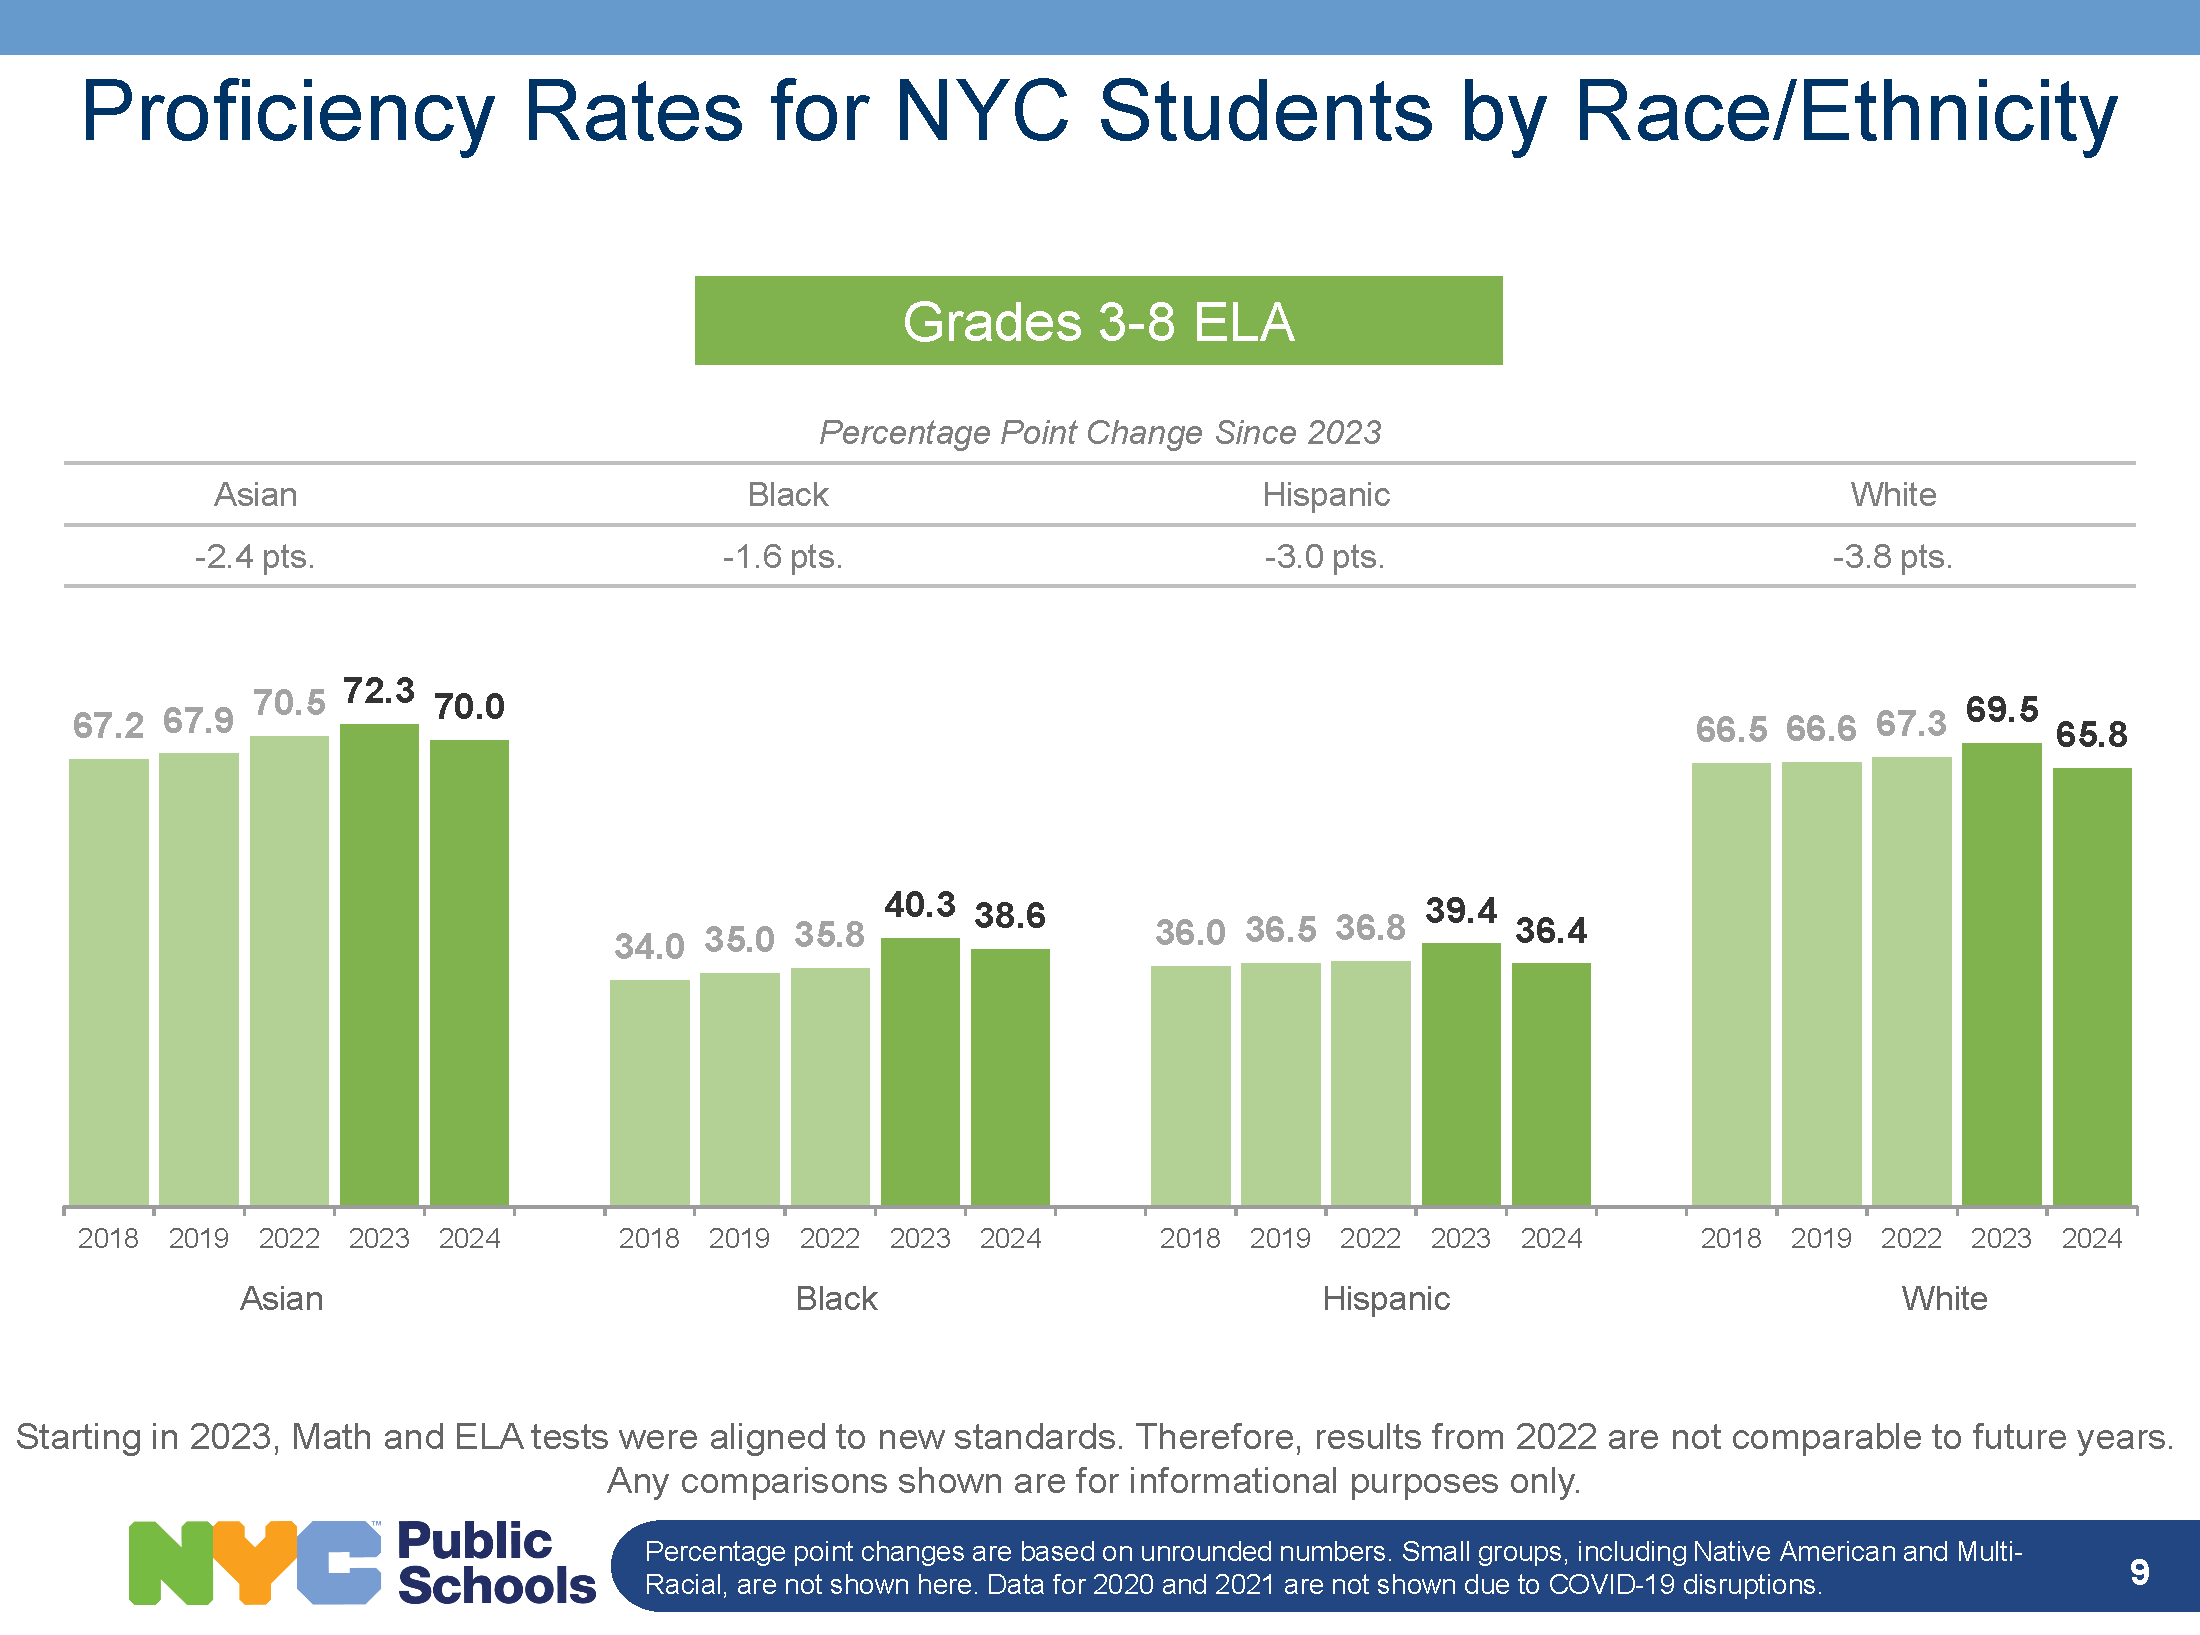 Proficiency Rates for NYC Students by Race/Ethnicity
Grades 3-8 ELA
Percentage Point Change Since 2023
Asian Black Hispanic White
-2.4 pts. -1.6 pts. -3.0 pts. -3.8 pts.
67.2 67.9 70.5 72.3 70.0
34.0 35.0 35.8 40.3 38.6
36.0 36.5 36.8 39.4 36.4
66.5 66.6 67.3 69.5 65.8
2018 2019 2022 2023 2024 2018 2019 2022 2023 2024 2018 2019 2022 2023 2024 2018 2019 2022 2023 2024
Asian Black Hispanic White
Starting in 2023, Math and ELA tests were aligned to new standards. Therefore, results from 2022 are not comparable to future years.
Any comparisons shown are for informational purposes only.
NYC™ Public
Schools
Percentage point changes are based on unrounded numbers. Small groups, including Native American and Multi-
Racial, are not shown here. Data for 2020 and 2021 are not shown due to COVID-19 disruptions.
9